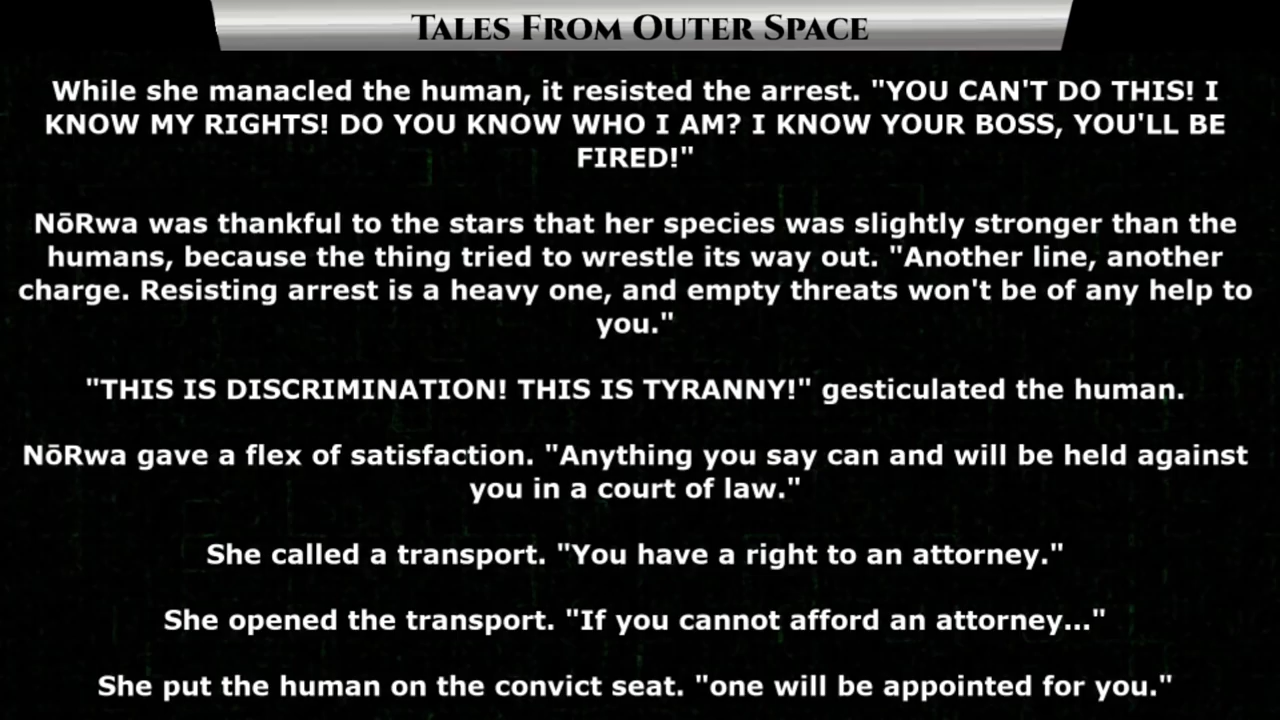 Tales From Outer Space
While she manacled the human, it resisted the arrest. "YOU CAN'T DO THIS! I
KNOW MY RIGHTS! DO YOU KNOW WHO I AM? I KNOW YOUR BOSS, YOU'LL BE
FIRED!"
NōRwa was thankful to the stars that her species was slightly stronger than the
humans, because the thing tried to wrestle its way out. "Another line, another
charge. Resisting arrest is a heavy one, and empty threats won't be of any help to
you."
"THIS IS DISCRIMINATION! THIS IS TYRANNY!" gesticulated the human.
NōRwa gave a flex of satisfaction. "Anything you say can and will be held against
you in a court of law."
She called a transport. "You have a right to an attorney."
She opened the transport. "If you cannot afford an attorney..."
She put the human on the convict seat. "one will be appointed for you."